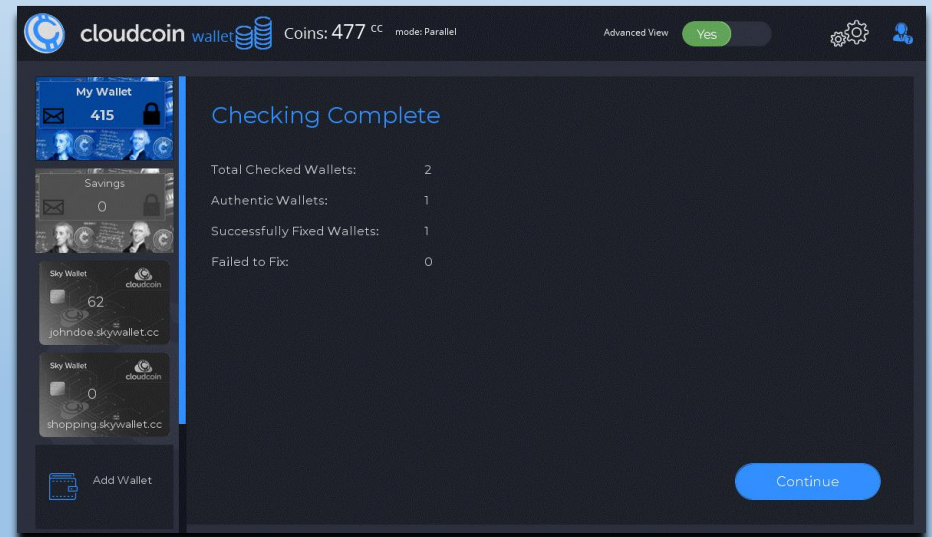 cloudcoin wallet Coins: 477 CC mode: Parallel Advanced View Yes
My Wallet
415
Savings
0
Sky Wallet
cloudcoin
62
johndoe.skywallet.cc
Sky Wallet
cloudcoin
0
shopping.skywallet.cc
Add Wallet
Checking Complete
Total Checked Wallets: 2
Authentic Wallets: 1
Successfully Fixed Wallets: 1
Failed to Fix: 0
Continue